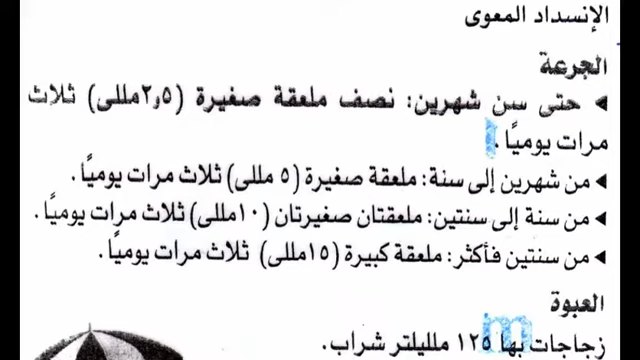 الإنسداد المعوى
الجرعة
◄ حتى سن شهرين: نصف ملعقة صغيرة (٢,٥مللى) ثلاث
مرات يوميًا.
◄ من شهرين إلى سنة: ملعقة صغيرة (٥ مللى) ثلاث مرات يوميًا.
◄ من سنة إلى سنتين: ملعقتان صغيرتان (١٠مللى) ثلاث مرات يوميًا.
◄ من سنتين فأكثر: ملعقة كبيرة (١٥مللى) ثلاث مرات يوميًا.
العبوة
زجاجات بها ١٢٥ ملليلتر شراب.